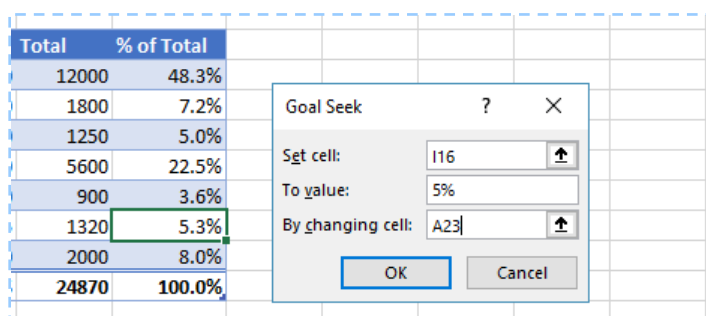 Total % of Total
12000 48.3%
1800 7.2%
1250 5.0%
5600 22.5%
900 3.6%
1320 5.3%
2000 8.0%
24870 100.0%
Goal Seek ? ×
Set cell: I16
To value: 5%
By changing cell: A23
OK Cancel